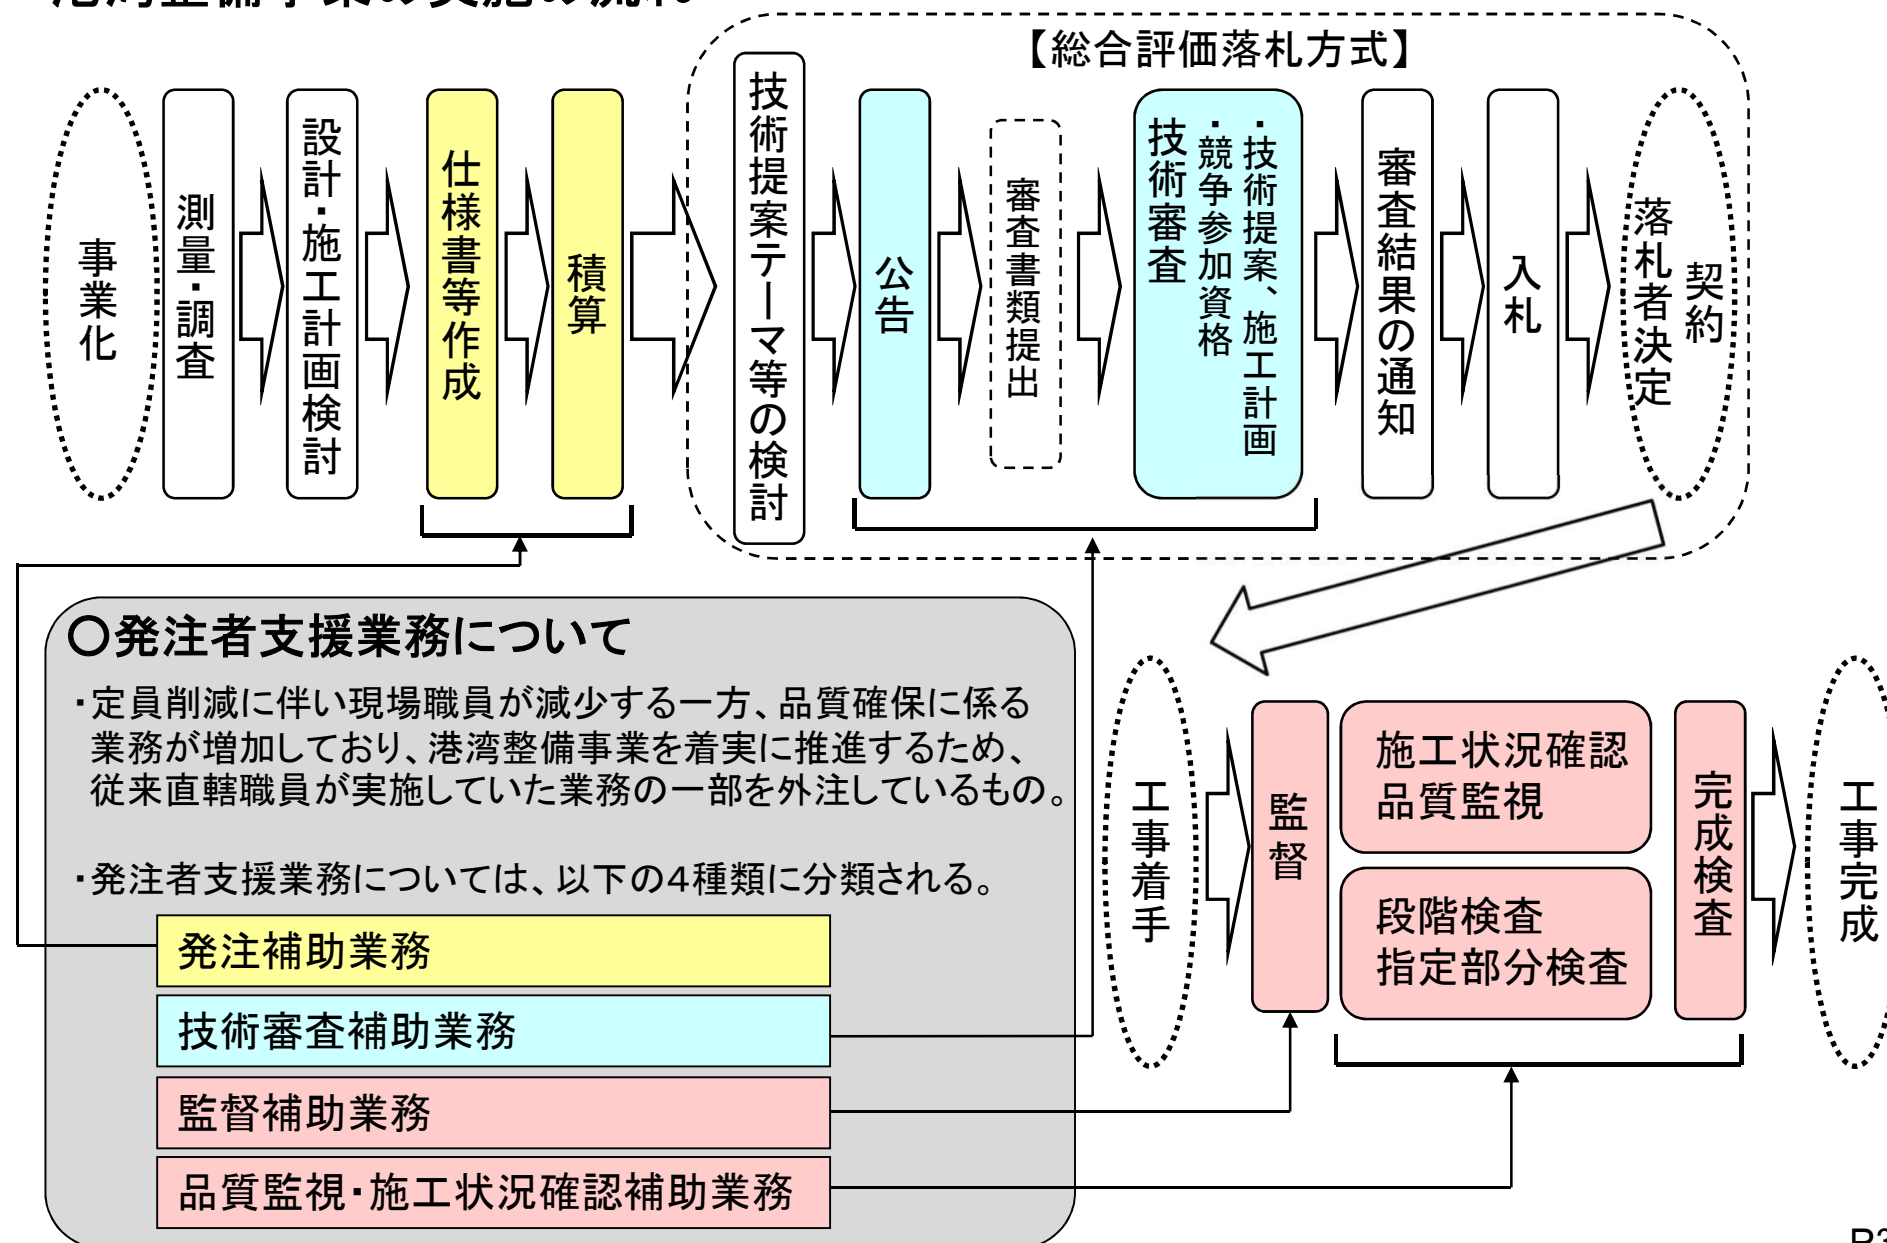 港湾整備事業の実施の流れ
【総合評価落札方式】
事業化
測量・調査
設計・施工計画検討
仕様書等作成
積算
技術提案テーマ等の検討
公告
審査書類提出
技術審査
・競争参加資格
・技術提案、施工計画
審査結果の通知
入札
落札者決定
契約
〇発注者支援業務について
・定員削減に伴い現場職員が減少する一方、品質確保に係る
業務が増加しており、港湾整備事業を着実に推進するため、
従来直轄職員が実施していた業務の一部を外注しているもの。
・発注者支援業務については、以下の4種類に分類される。
発注補助業務
技術審査補助業務
監督補助業務
品質監視・施工状況確認補助業務
工事着手
監督
施工状況確認
品質監視
段階検査
指定部分検査
完成検査
工事完成